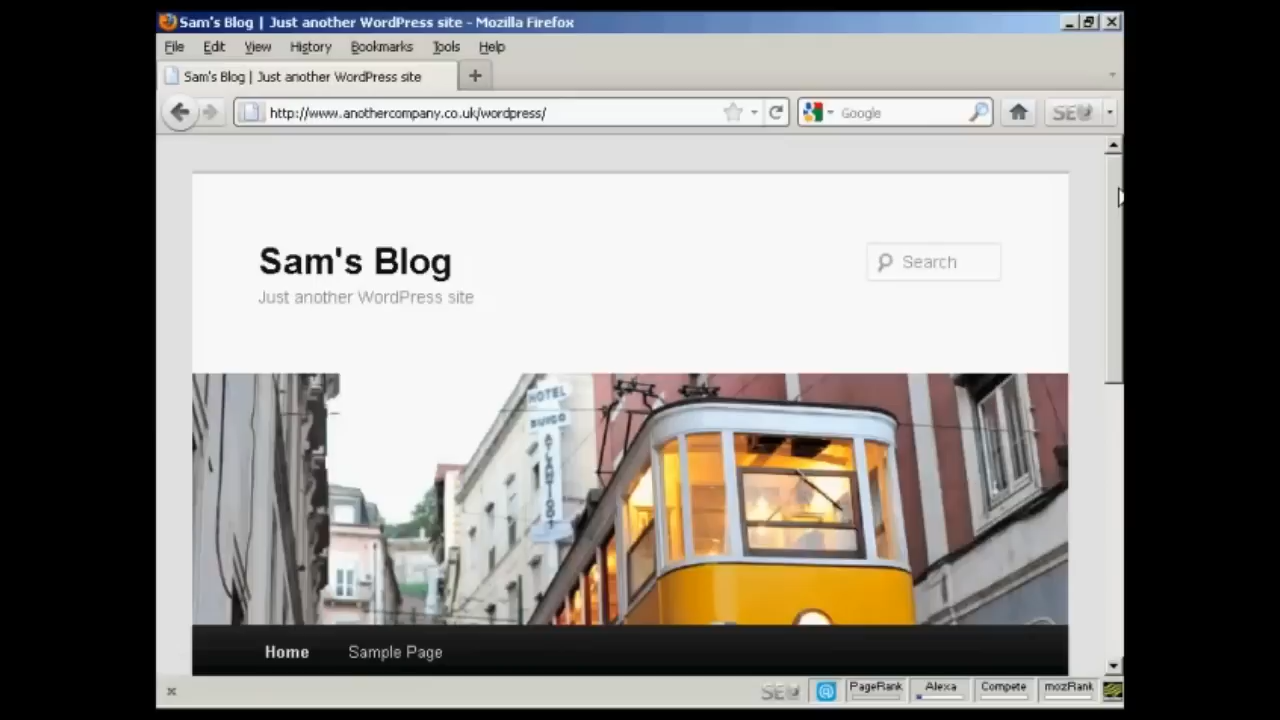 Sam's Blog | Just another WordPress site - Mozilla Firefox
File Edit View History Bookmarks Tools Help
Sam's Blog | Just another WordPress site
http://www.anothercompany.co.uk/wordpress/
Google
SEO
Sam's Blog
Search
Just another WordPress site
HOTEL
Home Sample Page
SEO
PageRank
Alexa
Compete
mozRank